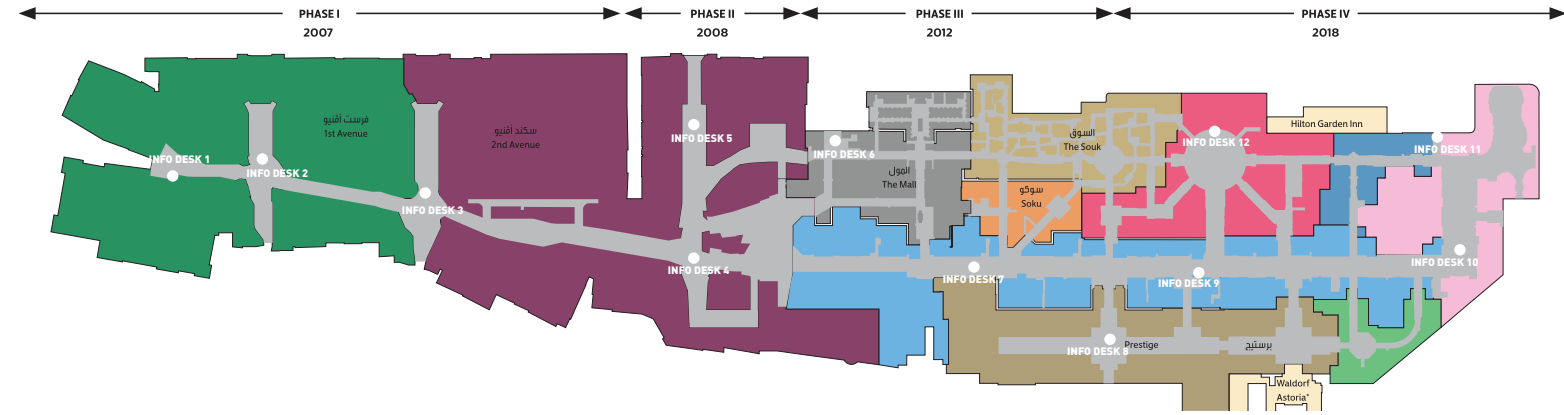 PHASE I
PHASE II
PHASE III
PHASE IV
2007
2008
2012
2018
فرست أڤنيو
1st Avenue
سكند أڤنيو
2nd Avenue
INFO DESK 1
INFO DESK 2
INFO DESK 3
INFO DESK 4
INFO DESK 5
INFO DESK 6
المول
The Mall
السوق
The Souk
سوكو
Soku
INFO DESK 7
INFO DESK 12
Hilton Garden Inn
INFO DESK 11
INFO DESK 10
INFO DESK 9
INFO DESK 8
Prestige
برستيج
Waldorf
Astoria®